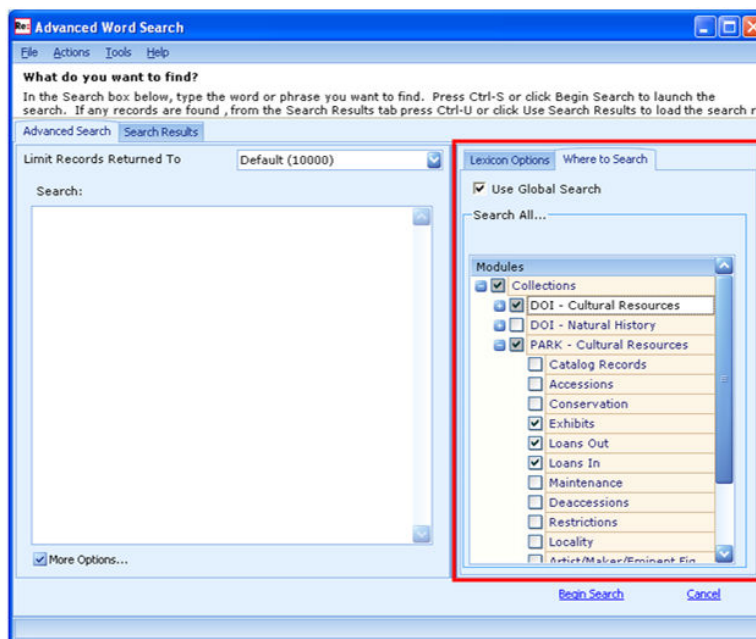 Re: Advanced Word Search
File Actions Tools Help
What do you want to find?
In the Search box below, type the word or phrase you want to find. Press Ctrl-S or click Begin Search to launch the
search. If any records are found , from the Search Results tab press Ctrl-U or click Use Search Results to load the search
Advanced Search Search Results
Limit Records Returned To Default (10000)
Search:
More Options...
Lexicon Options Where to Search
Use Global Search
Search All...
Modules
Collections
DOI - Cultural Resources
DOI - Natural History
PARK - Cultural Resources
Catalog Records
Accessions
Conservation
Exhibits
Loans Out
Loans In
Maintenance
Deaccessions
Restrictions
Locality
Artist/Maker/Eminent Fig
Begin Search Cancel